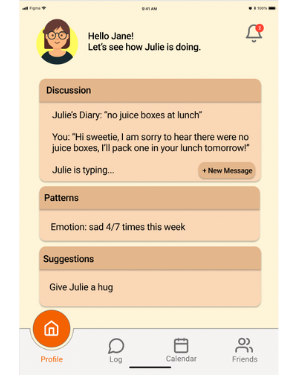 Figma
9:41 AM
100%
Hello Jane!
Let's see how Julie is doing.
3
Discussion
Julie's Diary: "no juice boxes at lunch"
You: "Hi sweetie, I am sorry to hear there were no
juice boxes, I'll pack one in your lunch tomorrow!"
Julie is typing...
+ New Message
Patterns
Emotion: sad 4/7 times this week
Suggestions
Give Julie a hug
Profile
Log
Calendar
Friends